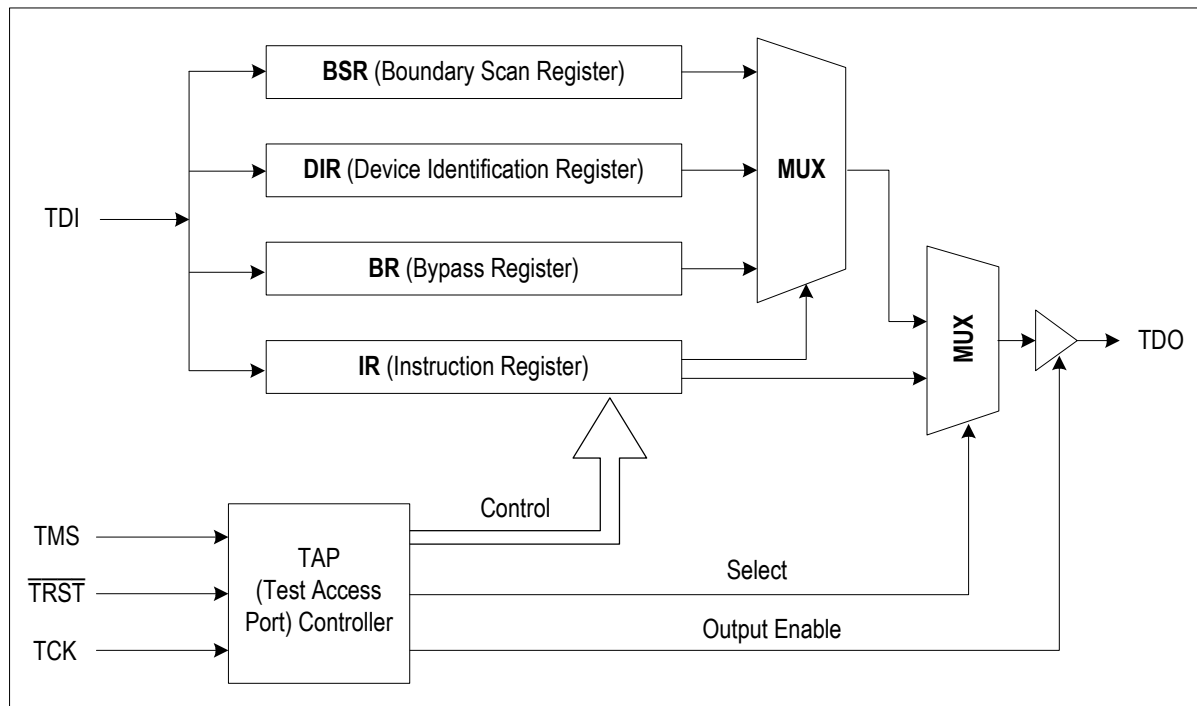 BSR (Boundary Scan Register)
DIR (Device Identification Register)
MUX
TDI
BR (Bypass Register)
MUX
TDO
IR (Instruction Register)
Control
TMS
TAP
(Test Access
Port) Controller
Select
T̅R̅S̅T̅
Output Enable
TCK